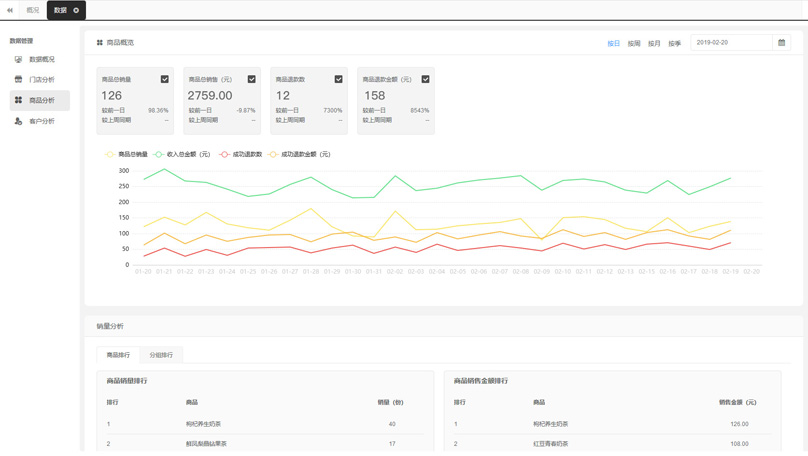 概况 数据
数据管理
数据概况
门店分析
商品分析
客户分析
商品概览
按日 按周 按月 按季 2019-02-20
商品总销量 商品总销售（元） 商品退款数 商品退款金额（元）
126 2759.00 12 158
较前一日 98.36% 较前一日 -9.87% 较前一日 7300% 较前一日 8543%
较上周同期 -- 较上周同期 -- 较上周同期 -- 较上周同期 --
商品总销量 收入总金额（元） 成功退款数 成功退款金额（元）
300
250
200
150
100
50
0
01-20 01-21 01-22 01-23 01-24 01-25 01-26 01-27 01-28 01-29 01-30 01-31 02-02 02-03 02-04 02-05 02-06 02-07 02-08 02-09 02-10 02-11 02-12 02-13 02-14 02-15 02-16 02-17 02-18 02-19 02-20
销量分析
商品排行 分组排行
商品销量排行 商品销售金额排行
排行 商品 销量（份） 排行 商品 销售金额（元）
1 枸杞养生奶茶 40 1 枸杞养生奶茶 126.00
2 17 2 红豆青春奶茶 108.00